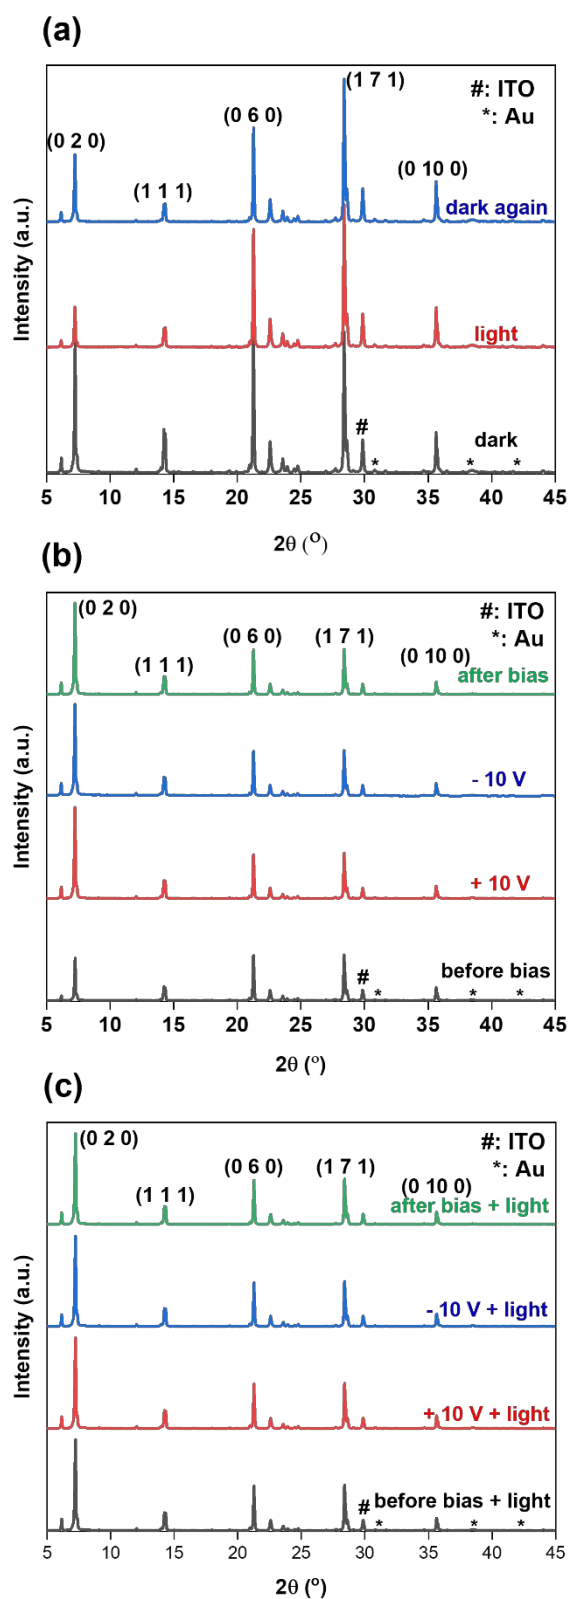 (a)
(1 7 1)
#: ITO
*: Au
(0 6 0)
(0 2 0)
(1 1 1)
(0 10 0)
dark again
light
#
dark
*
*
*
Intensity (a.u.)
5 10 15 20 25 30 35 40 45
2θ (°)
(b)
(0 2 0)
#: ITO
*: Au
(0 6 0)
(1 7 1)
(1 1 1)
(0 10 0)
after bias
- 10 V
+ 10 V
before bias
#
*
*
*
Intensity (a.u.)
5 10 15 20 25 30 35 40 45
2θ (°)
(c)
(0 2 0)
#: ITO
*: Au
(0 6 0)
(1 7 1)
(1 1 1)
(0 10 0)
after bias + light
- 10 V + light
+ 10 V + light
before bias + light
#
*
*
*
Intensity (a.u.)
5 10 15 20 25 30 35 40 45
2θ (°)